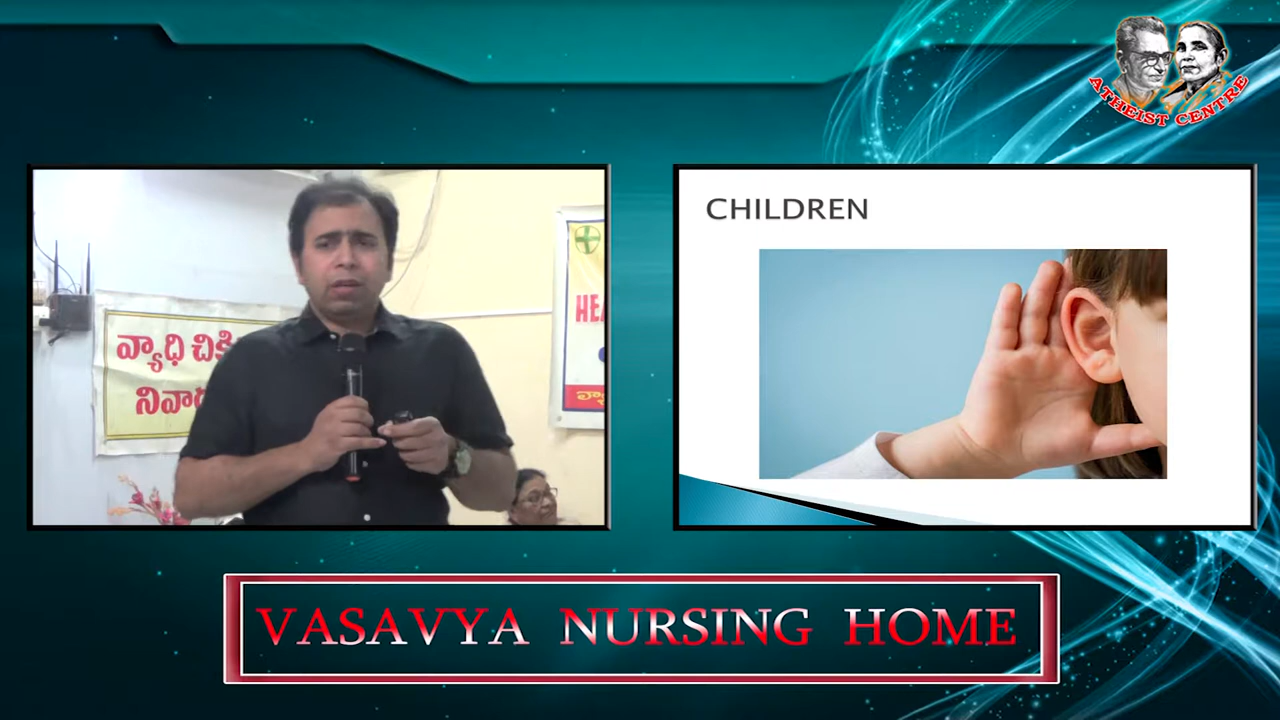 ATHEIST CENTRE
CHILDREN
వ్యాధి
HEA
VASAVYA NURSING HOME